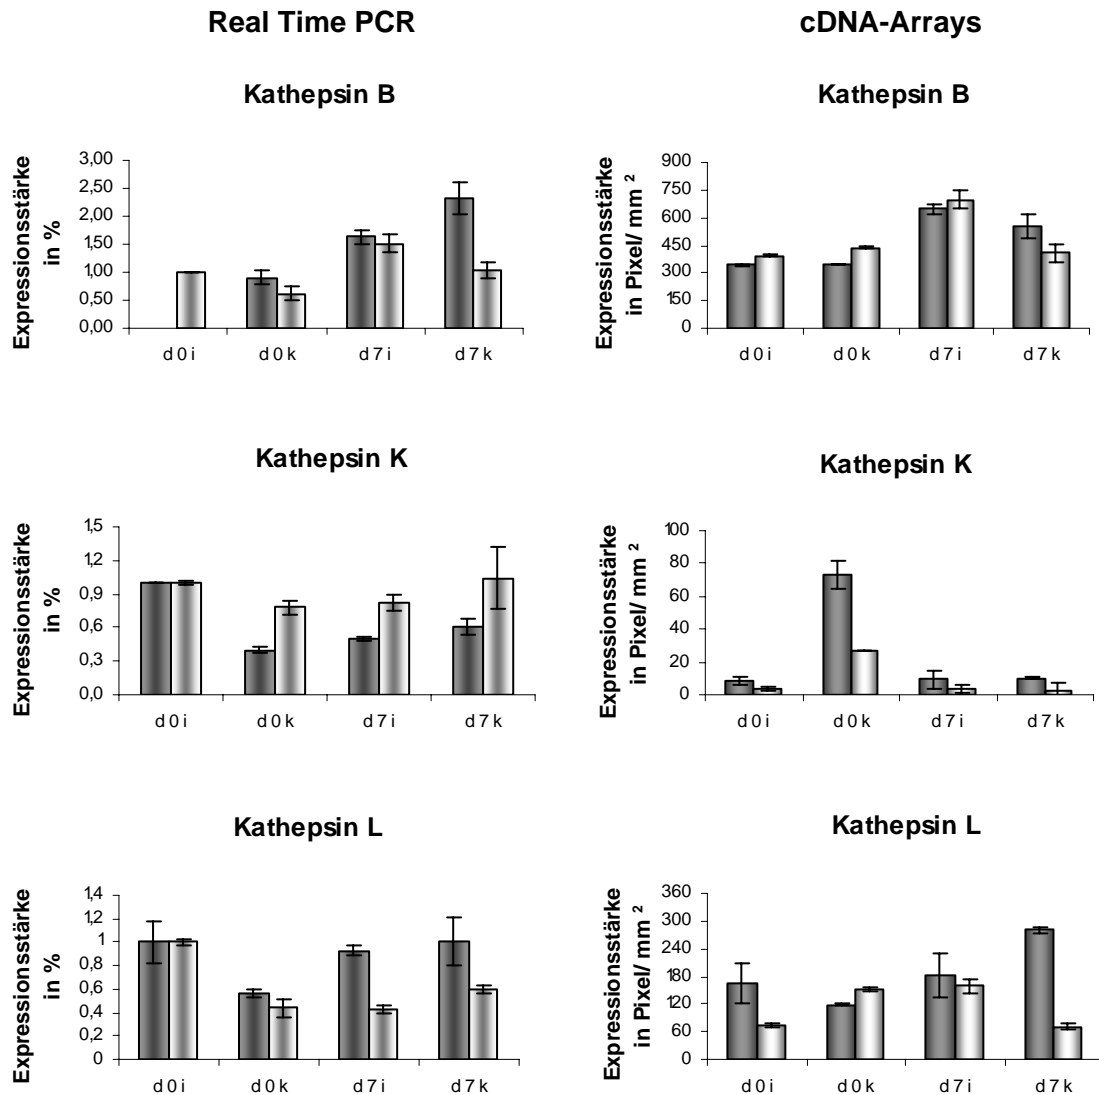 Real Time PCR
cDNA-Arrays
Kathepsin B
Expressionsstärke
in %
3,00
2,50
2,00
1,50
1,00
0,50
0,00
d 0 i
d 0 k
d 7 i
d 7 k
Kathepsin B
Expressionsstärke
in Pixel/ mm ²
900
750
600
450
300
150
0
d 0 i
d 0 k
d 7 i
d 7 k
Kathepsin K
Expressionsstärke
in %
1,5
1,2
0,9
0,6
0,3
0,0
d 0 i
d 0 k
d 7 i
d 7 k
Kathepsin K
Expressionsstärke
in Pixel/ mm ²
100
80
60
40
20
0
d 0 i
d 0 k
d 7 i
d 7 k
Kathepsin L
Expressionsstärke
in %
1,4
1,2
1
0,8
0,6
0,4
0,2
0
d 0 i
d 0 k
d 7 i
d 7 k
Kathepsin L
Expressionsstärke
in Pixel/ mm ²
360
300
240
180
120
60
0
d 0 i
d 0 k
d 7 i
d 7 k